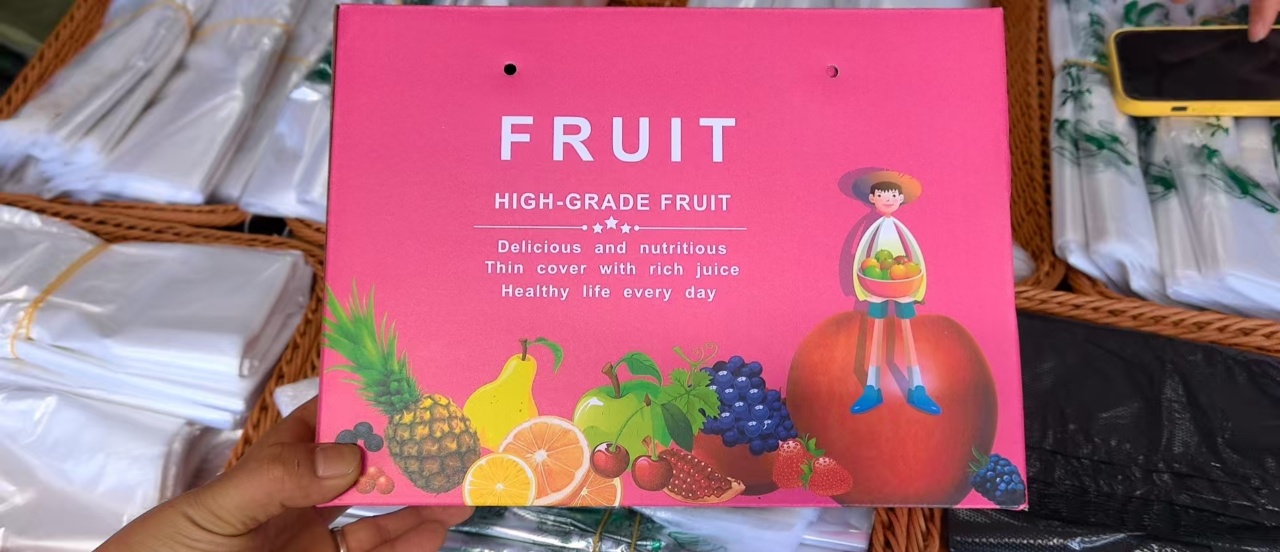 FRUIT
HIGH-GRADE FRUIT
Delicious and nutritious
Thin cover with rich juice
Healthy life every day